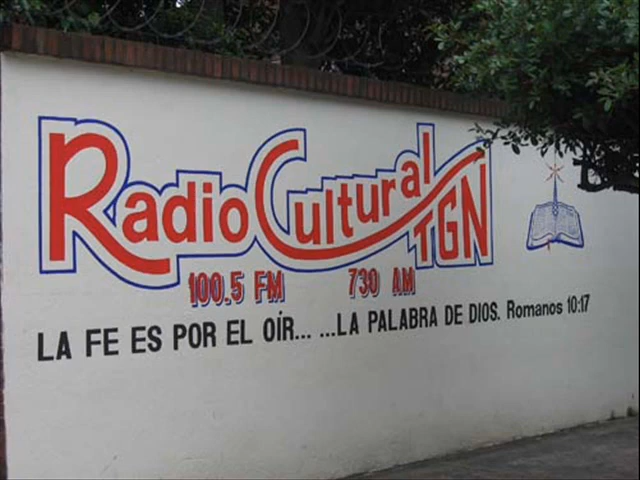 Radio Cultural TGN
100.5 FM 730 AM
LA FE ES POR EL OÍR... ...LA PALABRA DE DIOS. Romanos 10:17